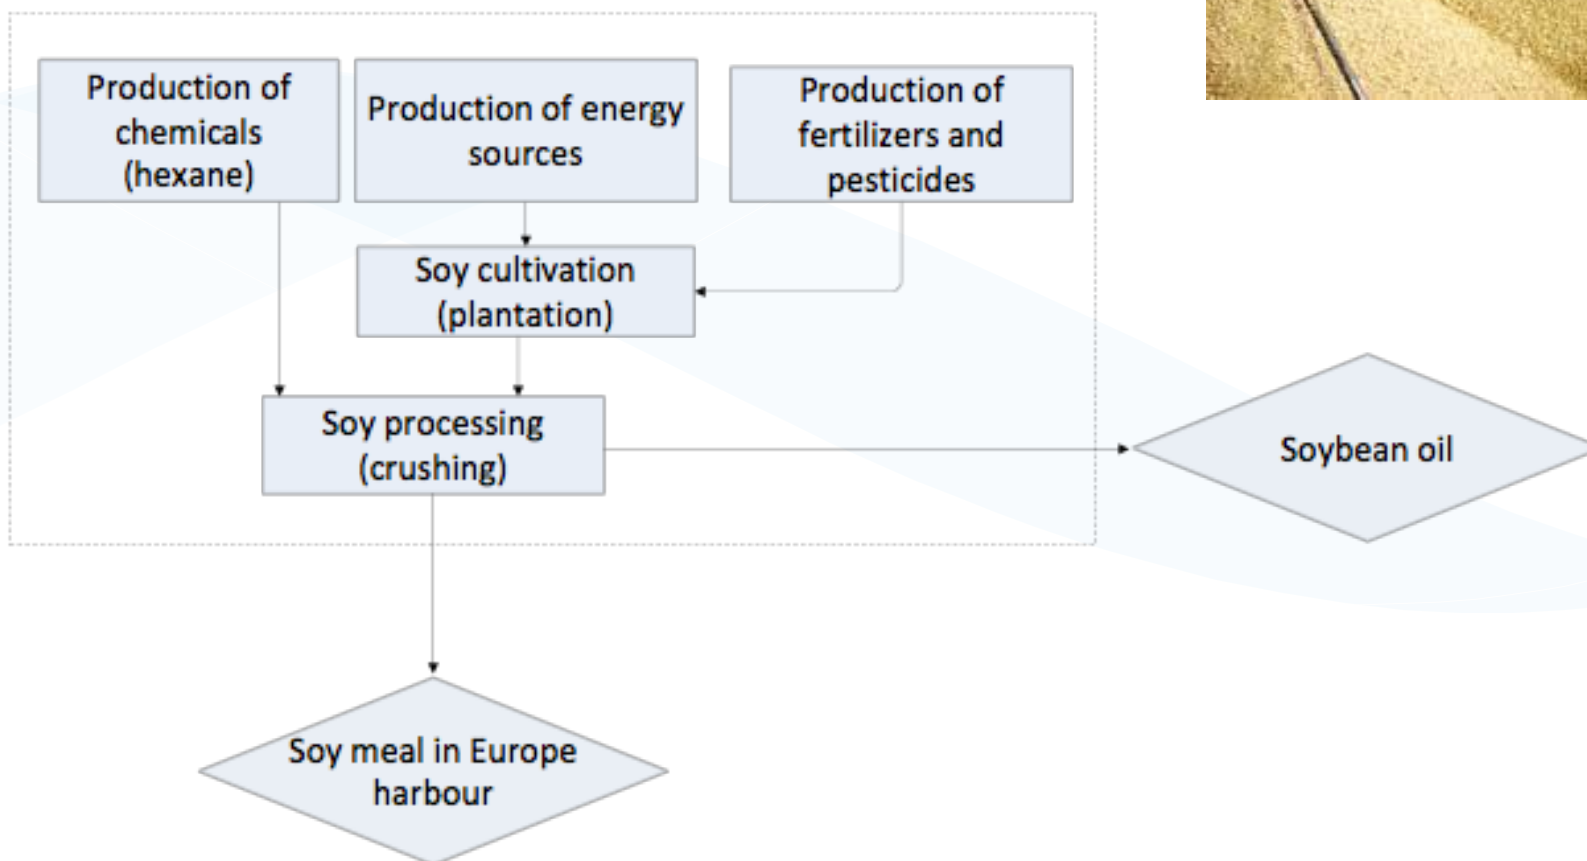 Production of
chemicals
(hexane)
Production of energy
sources
Production of
fertilizers and
pesticides
Soy cultivation
(plantation)
Soy processing
(crushing)
Soybean oil
Soy meal in Europe
harbour